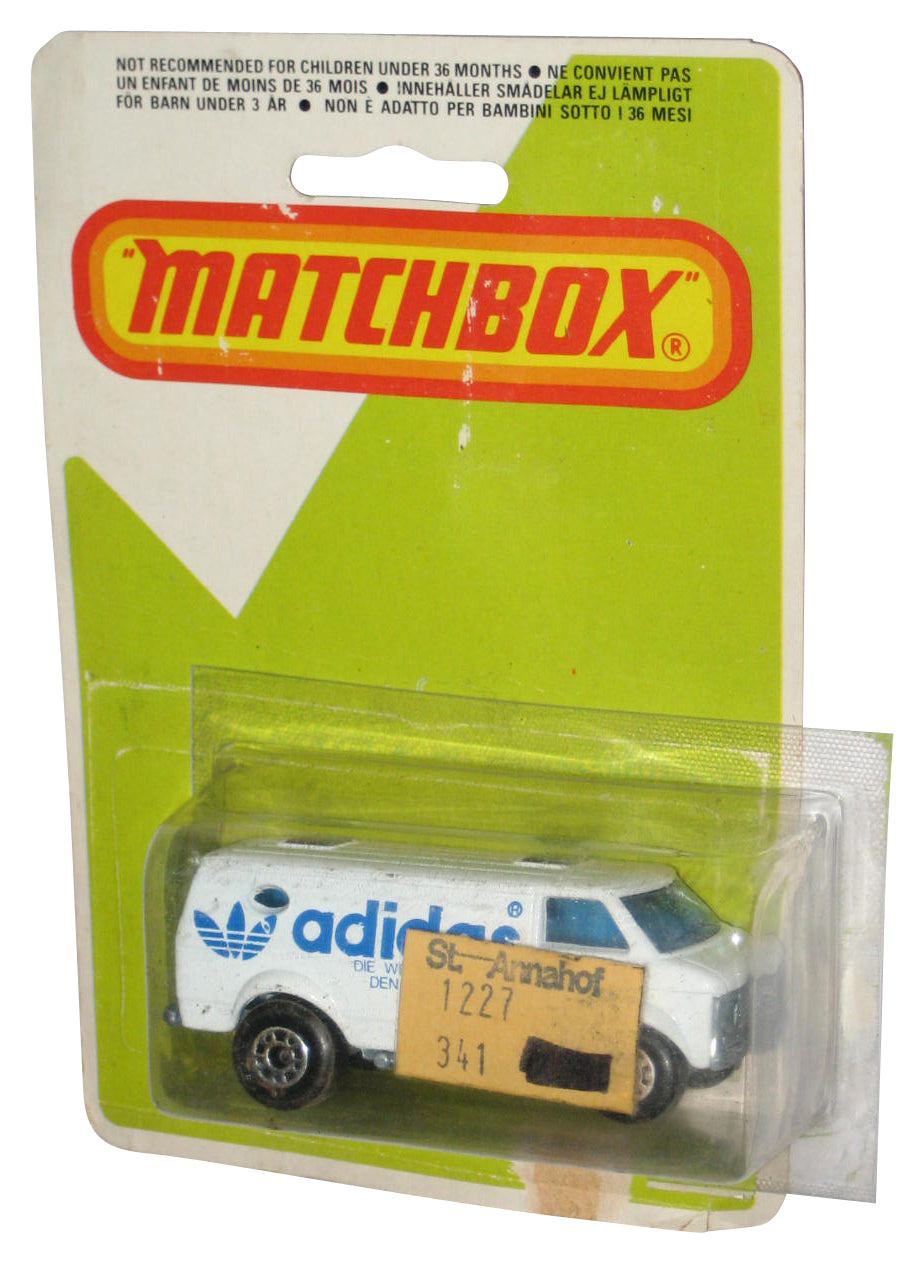 NOT RECOMMENDED FOR CHILDREN UNDER 36 MONTHS ● NE CONVIENT PAS
UN ENFANT DE MOINS DE 36 MOIS ● INNEHÅLLER SMÅDELAR EJ LÄMPLIGT
FÖR BARN UNDER 3 ÅR ● NON È ADATTO PER BAMBINI SOTTO I 36 MESI
"MATCHBOX"®
adidas®
DIE
DEN
St. Annahof
1227
341